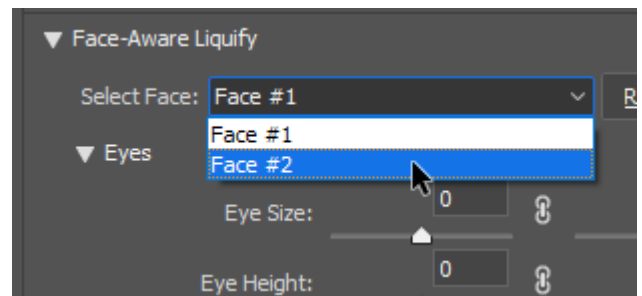 Face-Aware Liquify
Select Face: Face #1 R
Face #1
Eyes
Face #2
Eye Size: 0
Eye Height: 0